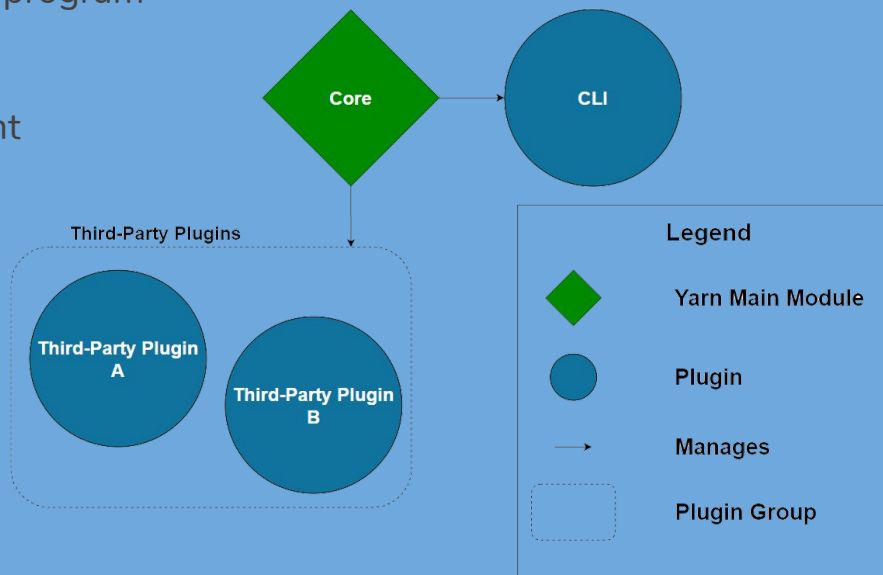 program
Core
CLI
Third-Party Plugins
Third-Party Plugin
A
Third-Party Plugin
B
Legend
Yarn Main Module
Plugin
Manages
Plugin Group